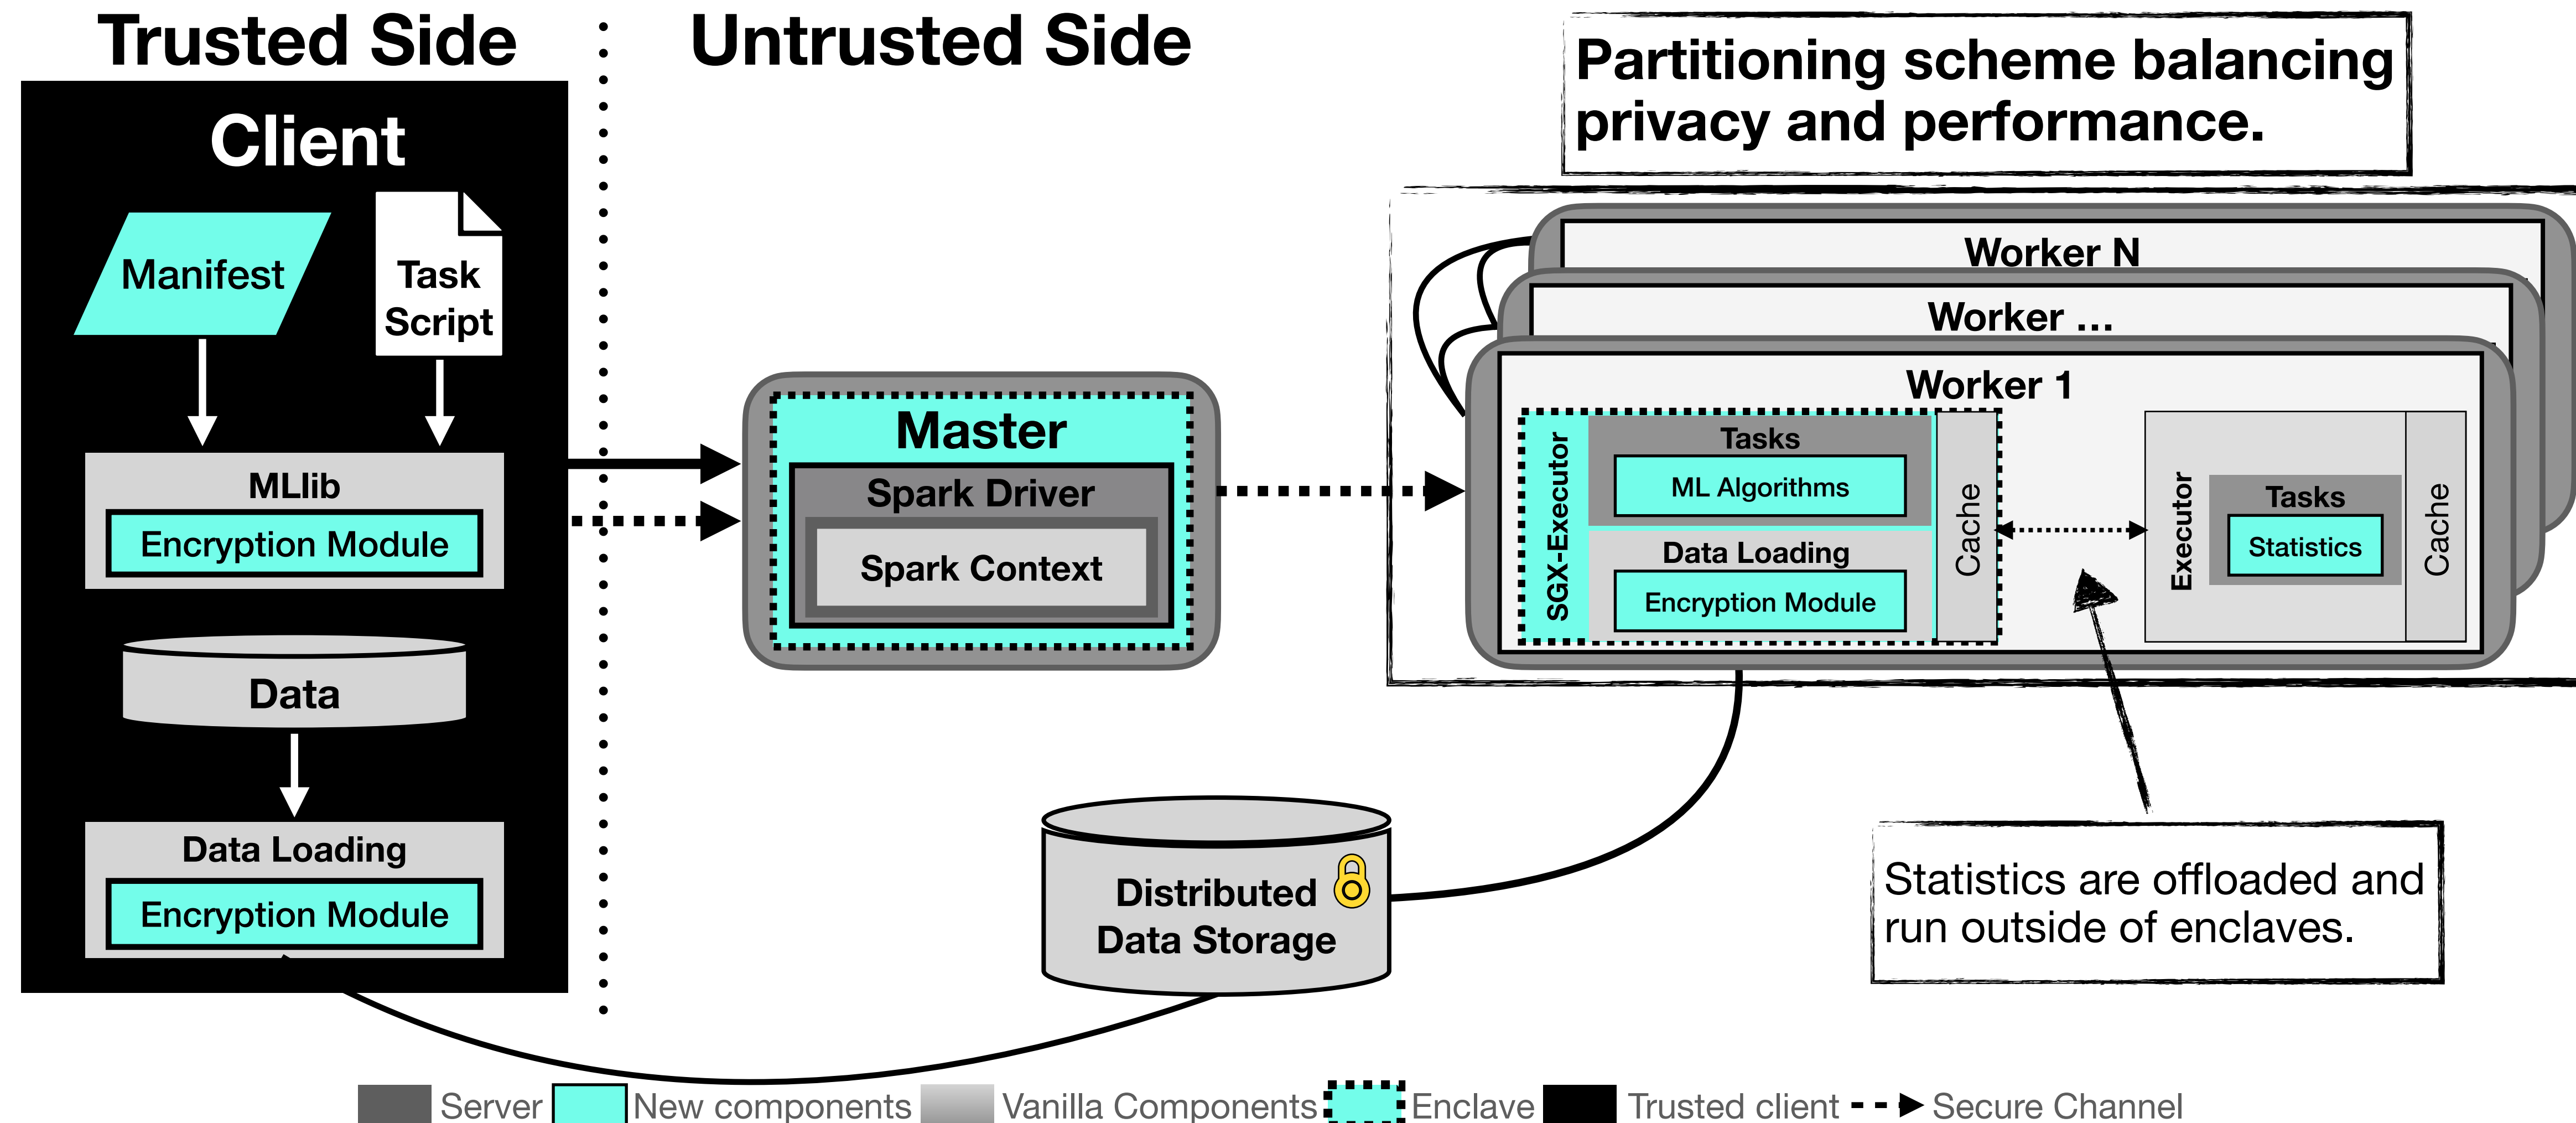 Trusted Side
Untrusted Side
Partitioning scheme balancing
privacy and performance.
Client
Manifest
Task
Script
MLlib
Encryption Module
Data
Data Loading
Encryption Module
Master
Spark Driver
Spark Context
Worker N
Worker ...
Worker 1
SGX-Executor
Tasks
ML Algorithms
Data Loading
Encryption Module
Cache
Executor
Tasks
Statistics
Cache
Distributed
Data Storage
Statistics are offloaded and
run outside of enclaves.
Server
New components
Vanilla Components
Enclave
Trusted client
Secure Channel